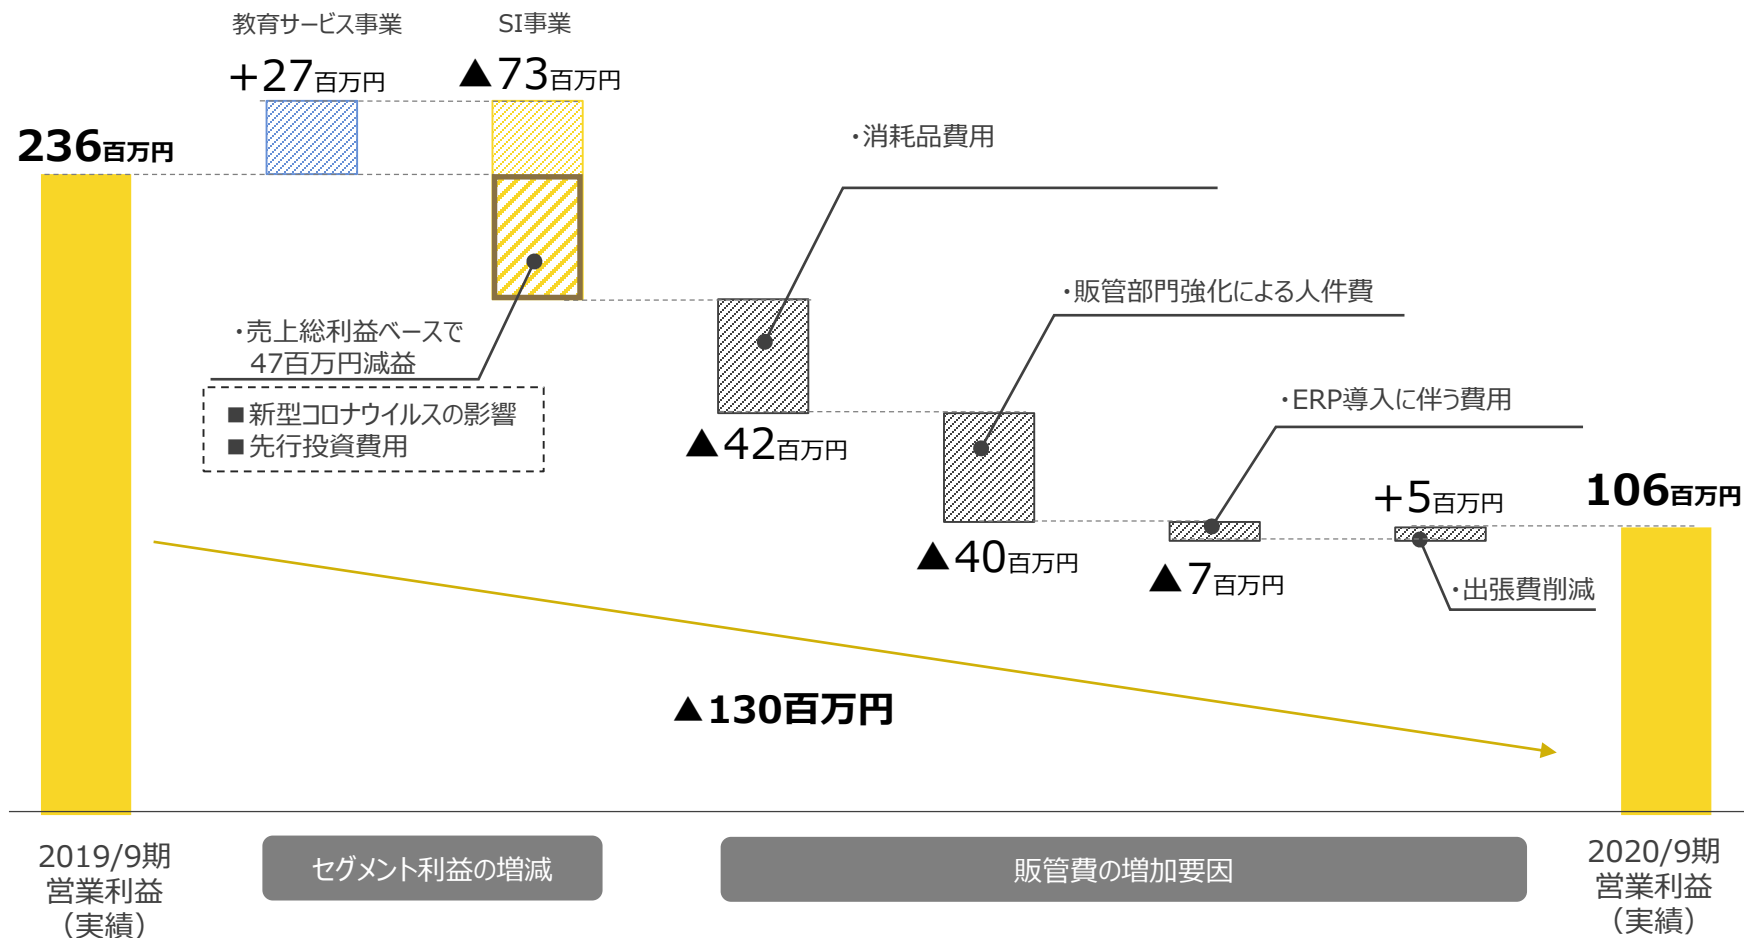 教育サービス事業
SI事業
+27百万円
▲73百万円
236百万円
・消耗品費用
・販管部門強化による人件費
・売上総利益ベースで
47百万円減益
■新型コロナウイルスの影響
■先行投資費用
・ERP導入に伴う費用
▲42百万円
+5百万円
106百万円
▲40百万円
▲7百万円
・出張費削減
▲130百万円
2019/9期
営業利益
（実績）
セグメント利益の増減
販管費の増加要因
2020/9期
営業利益
（実績）